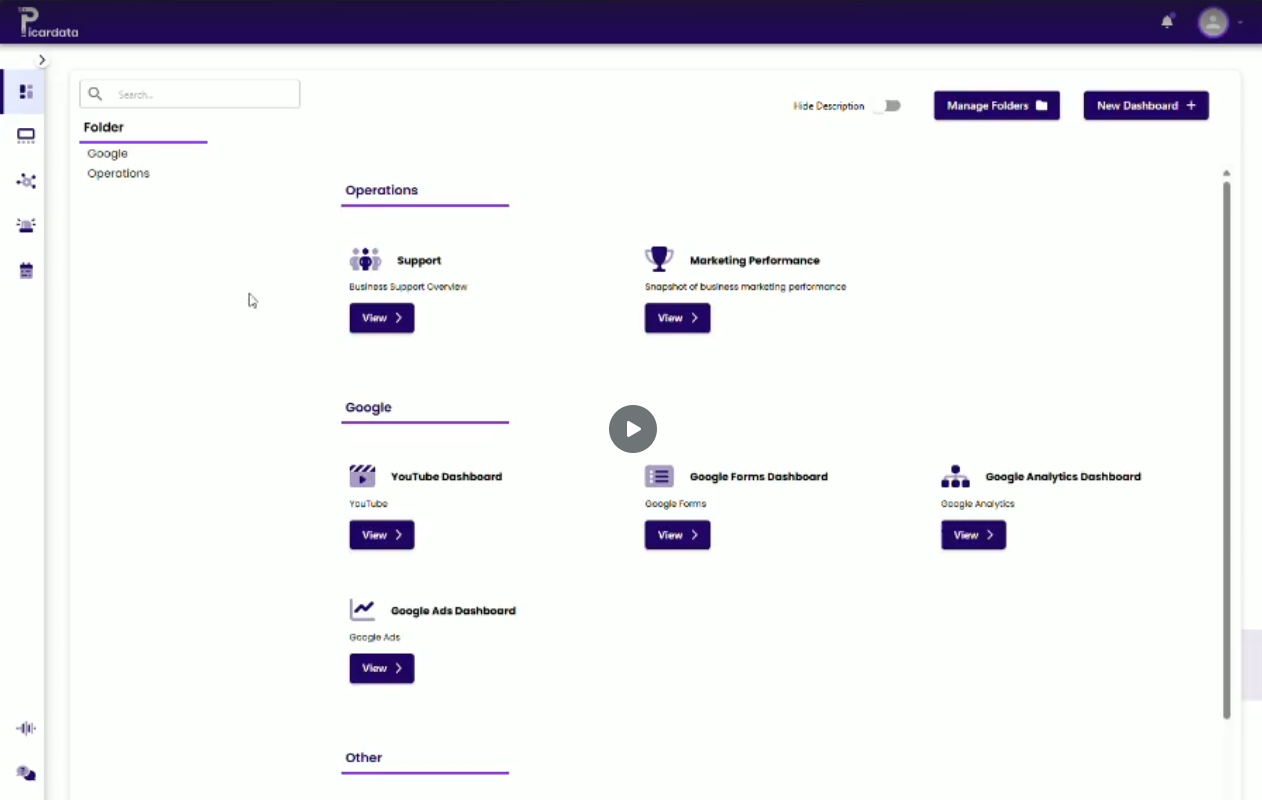 Picardata
Search...
Hide Description
Manage Folders
New Dashboard +
Folder
Google
Operations
Operations
Support
Business Support Overview
View
Marketing Performance
Snapshot of business marketing performance
View
Google
YouTube Dashboard
YouTube
View
Google Forms Dashboard
Google Forms
View
Google Analytics Dashboard
Google Analytics
View
Google Ads Dashboard
Google Ads
View
Other